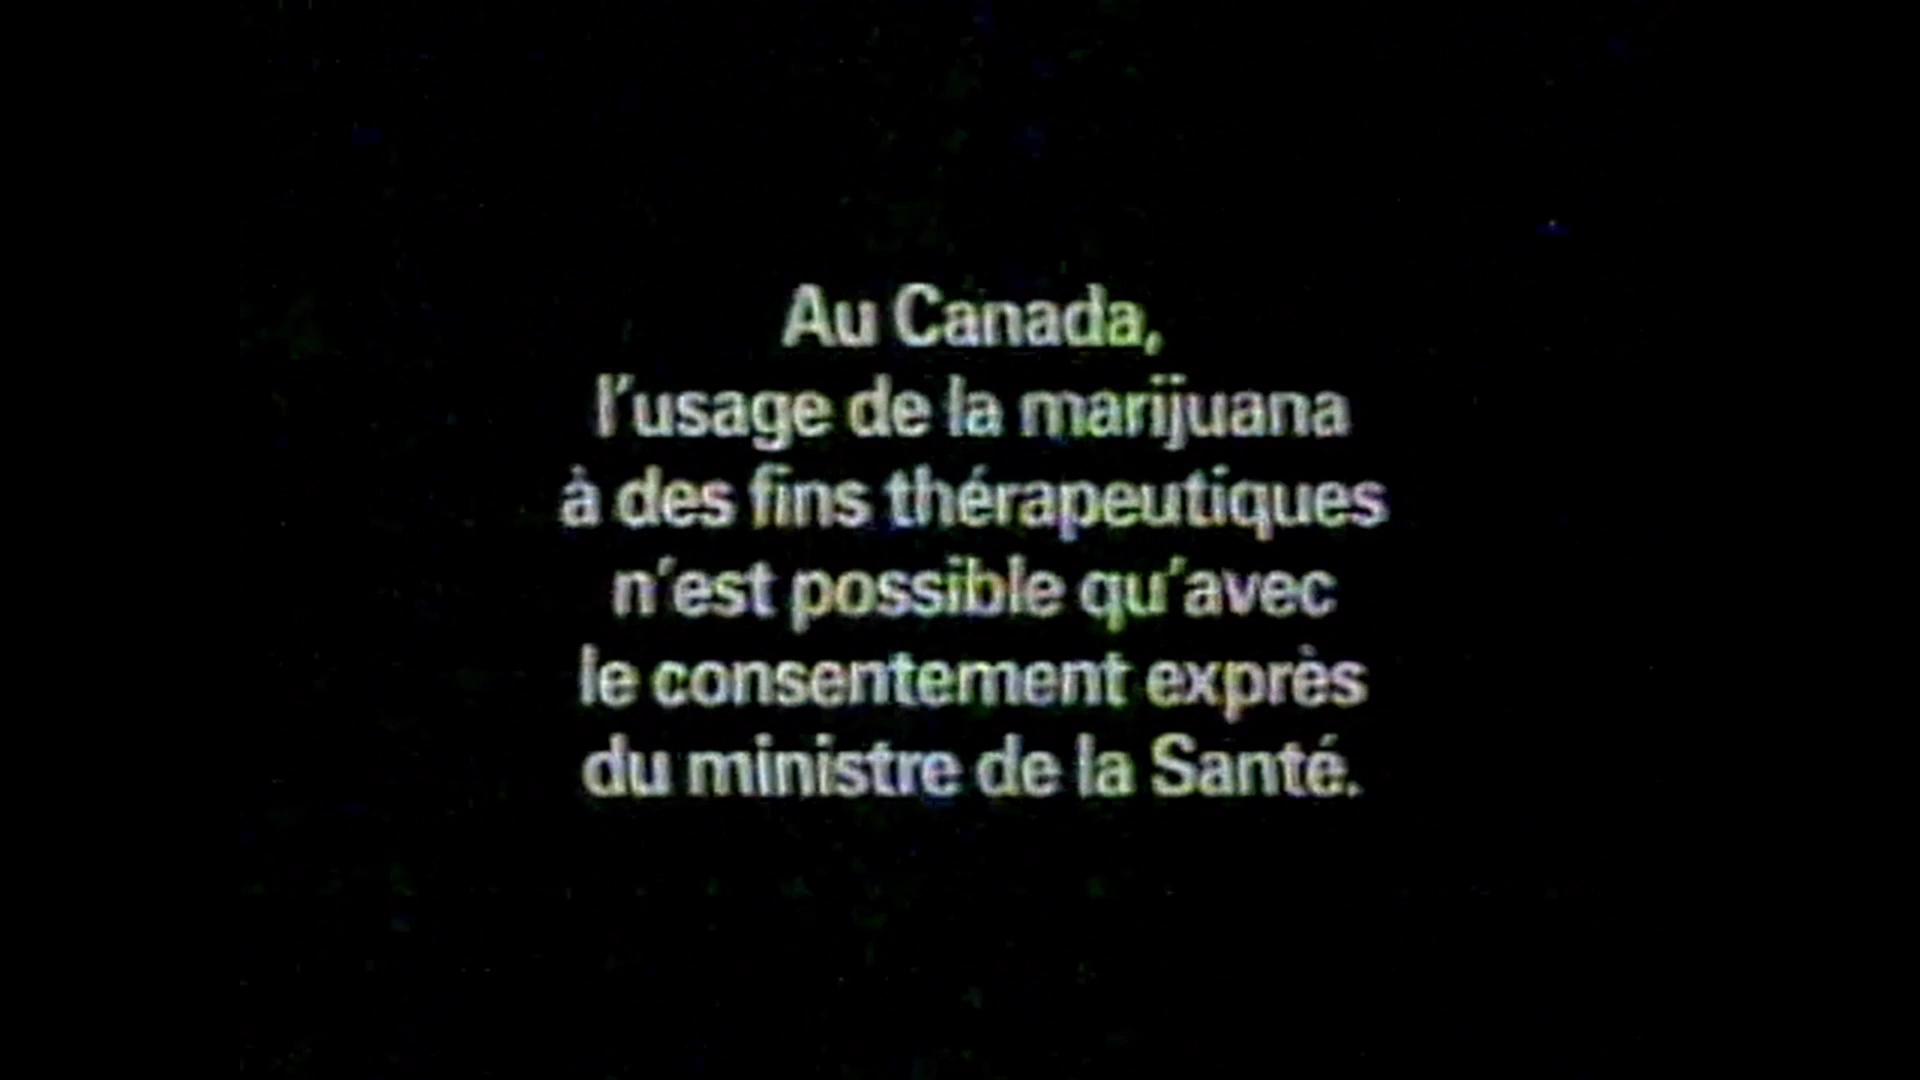 Au Canada,
l'usage de la marijuana
à des fins thérapeutiques
n'est possible qu'avec
le consentement exprès
du ministre de la Santé.